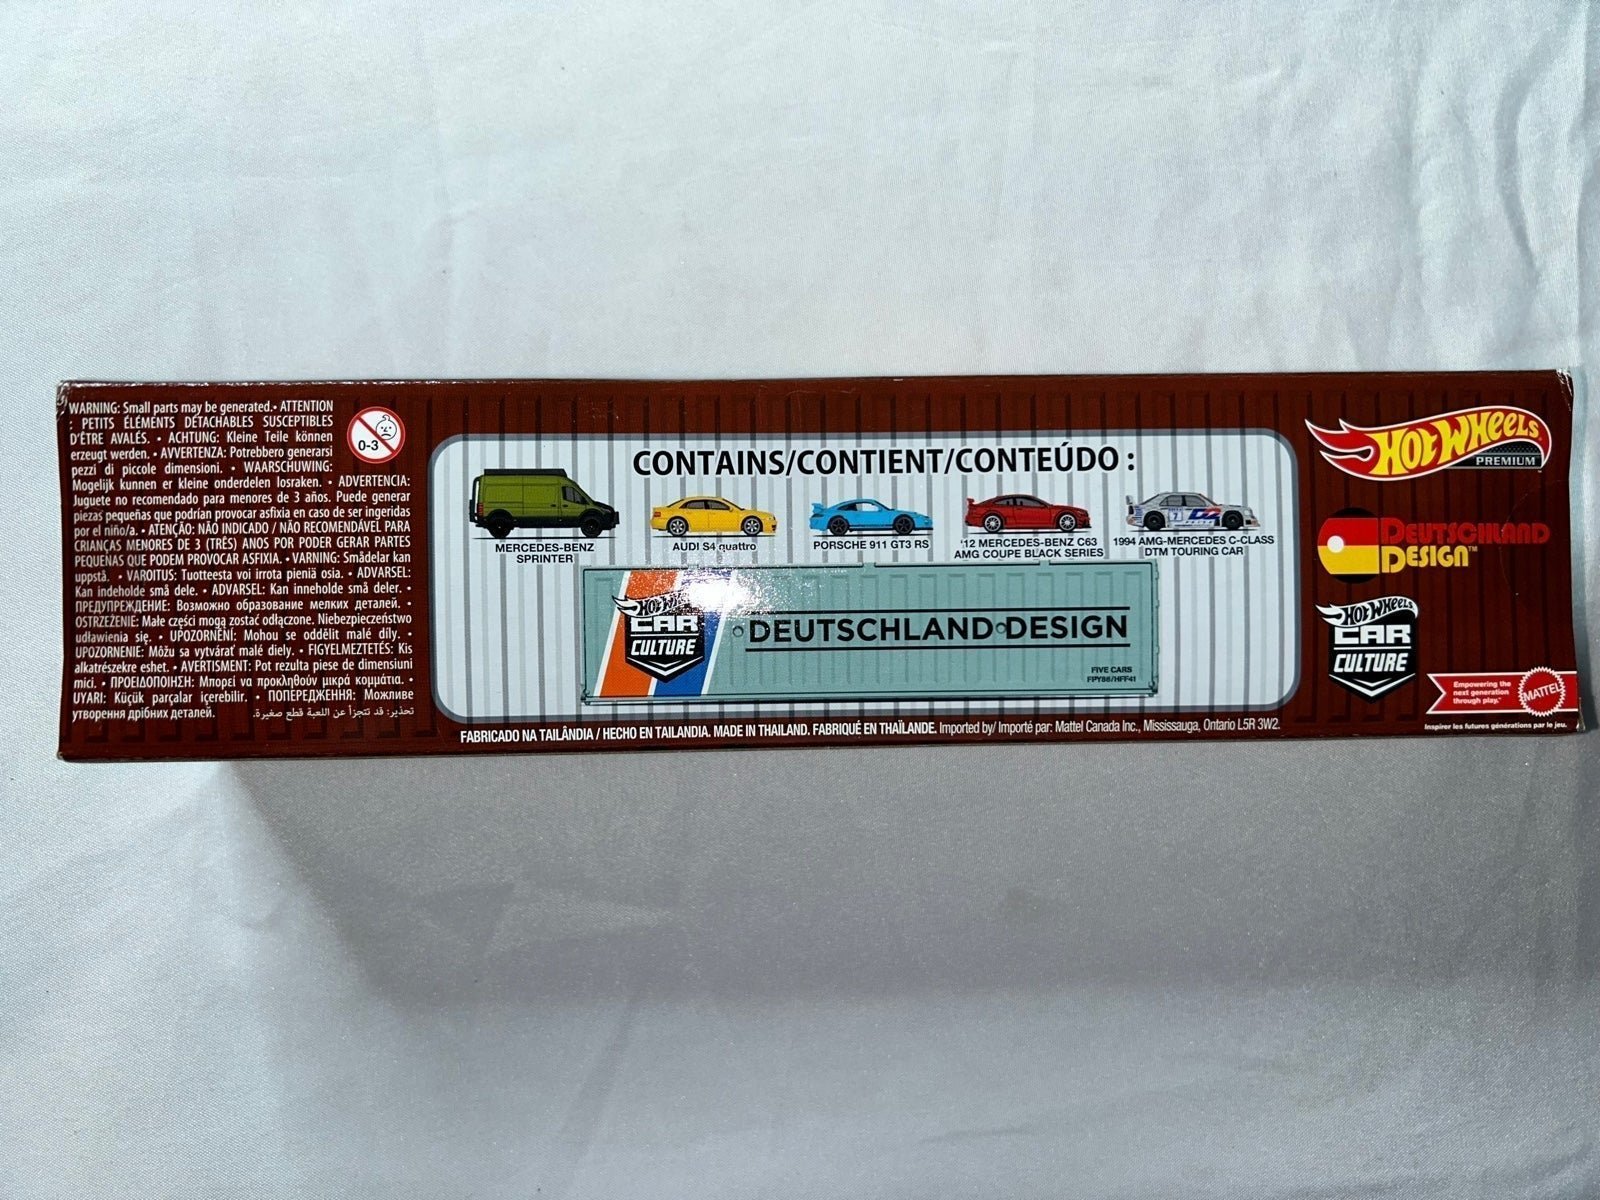 WARNING: Small parts may be generated.• ATTENTION
: PETITS ÉLÉMENTS DÉTACHABLES SUSCEPTIBLES
D'ÊTRE AVALÉS. • ACHTUNG: Kleine Teile können
erzeugt werden. • AVVERTENZA: Potrebbero generarsi
pezzi di piccole dimensioni. • WAARSCHUWING:
Mogelijk kunnen er kleine onderdelen losraken. • ADVERTENCIA:
Juguete no recomendado para menores de 3 años. Puede generar
piezas pequeñas que podrían provocar asfixia en caso de ser ingeridas
por el niño/a. • ATENÇÃO: NÃO INDICADO / NÃO RECOMENDÁVEL PARA
CRIANÇAS MENORES DE 3 (TRÊS) ANOS POR PODER GERAR PARTES
PEQUENAS QUE PODEM PROVOCAR ASFIXIA. • VARNING: Smådelar kan
uppstå. • VAROITUS: Tuotteesta voi irrota pieniä osia. • ADVARSEL:
Kan indeholde små dele. • ADVARSEL: Kan inneholde små deler. •
ПРЕДУПРЕЖДЕНИЕ: Возможно образование мелких деталей. •
OSTRZEŻENIE: Małe części mogą zostać odłączone. Niebezpieczeństwo
udławienia się. • UPOZORNĚNÍ: Mohou se oddělit malé díly. •
UPOZORNENIE: Môžu sa vytvárať malé diely. • FIGYELMEZTETÉS: Kis
alkatrészekre eshet. • AVERTISMENT: Pot rezulta piese de dimensiuni
mici. • ΠΡΟΕΙΔΟΠΟΙΗΣΗ: Μπορεί να προκληθούν μικρά κομμάτια. •
UYARI: Küçük parçalar içerebilir. • ПОПЕРЕДЖЕННЯ: Можливе
утворення дрібних деталей. تحذير: قد تتجزأ عن اللعبة قطع صغيرة.
0-3
CONTAINS/CONTIENT/CONTEÚDO :
MERCEDES-BENZ
SPRINTER
AUDI S4 quattro
PORSCHE 911 GT3 RS
'12 MERCEDES-BENZ C63
AMG COUPE BLACK SERIES
1994 AMG-MERCEDES C-CLASS
DTM TOURING CAR
HOT WHEELS
CAR
CULTURE
DEUTSCHLAND DESIGN
FIVE CARS
FPY86/HFF41
FABRICADO NA TAILÂNDIA / HECHO EN TAILANDIA. MADE IN THAILAND. FABRIQUÉ EN THAÏLANDE. Imported by/ Importé par: Mattel Canada Inc., Mississauga, Ontario L5R 3W2.
HOT WHEELS
PREMIUM
DEUTSCHLAND
DESIGN™
HOT WHEELS
CAR
CULTURE
Empowering the
next generation
through play.™
MATTEL
Inspirer les futures générations par le jeu.